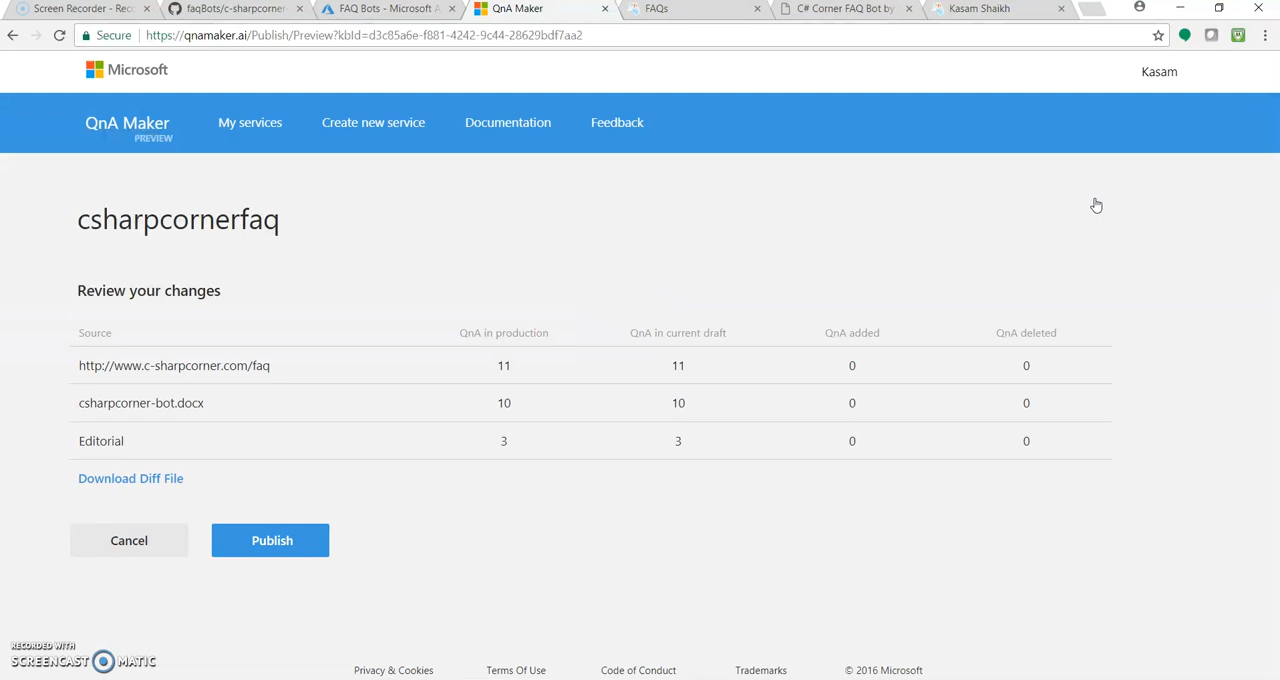 Screen Recorder - Rec
faqBots/c-sharpcorner
FAQ Bots - Microsoft A
QnA Maker
FAQs
C# Corner FAQ Bot by
Kasam Shaikh
Secure
https://qnamaker.ai/Publish/Preview?kbId=d3c85a6e-f881-4242-9c44-28629bdf7aa2
Microsoft
Kasam
QnA Maker
PREVIEW
My services
Create new service
Documentation
Feedback
csharpcornerfaq
Review your changes
Source QnA in production QnA in current draft QnA added QnA deleted
http://www.c-sharpcorner.com/faq 11 11 0 0
csharpcorner-bot.docx 10 10 0 0
Editorial 3 3 0 0
Download Diff File
Cancel Publish
RECORDED WITH
SCREENCAST MATIC
Privacy & Cookies Terms Of Use Code of Conduct Trademarks © 2016 Microsoft